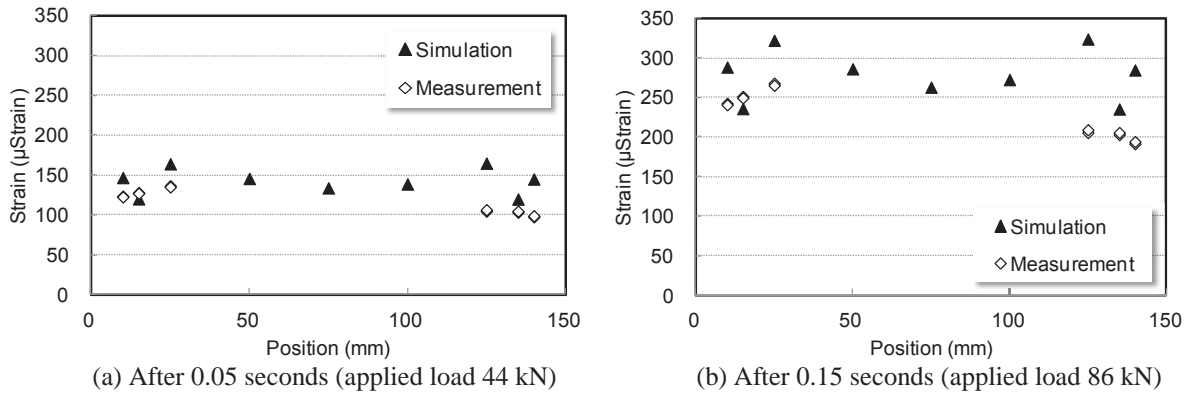 350
300
250
200
150
100
50
0
Strain (μStrain)
Simulation
Measurement
0 50 100 150
Position (mm)
(a) After 0.05 seconds (applied load 44 kN)
350
300
250
200
150
100
50
0
Strain (μStrain)
Simulation
Measurement
0 50 100 150
Position (mm)
(b) After 0.15 seconds (applied load 86 kN)